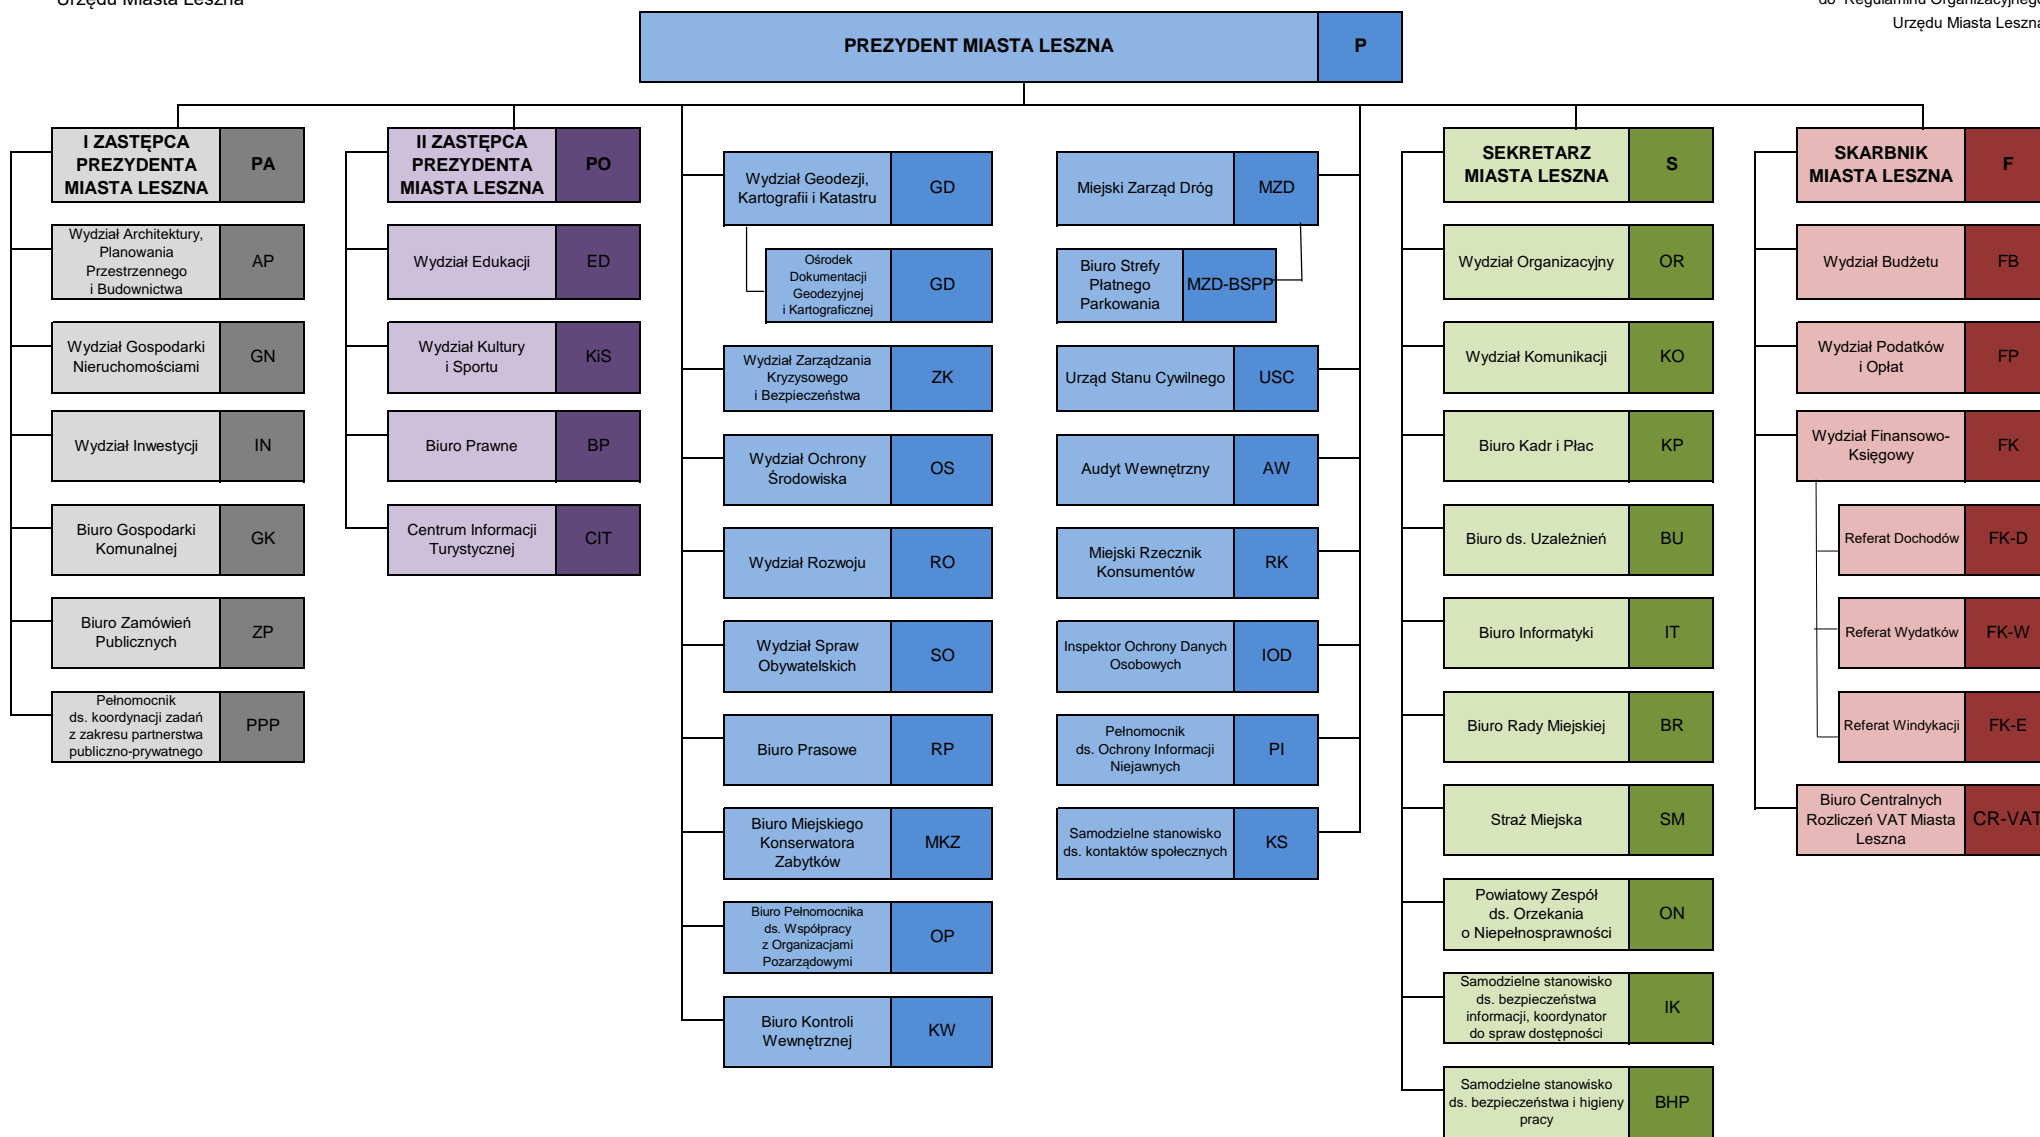 Urzędu Miasta Leszna
do Regulaminu Organizacyjnego
Urzędu Miasta Leszna
PREZYDENT MIASTA LESZNA
P
I ZASTĘPCA
PREZYDENTA
MIASTA LESZNA
PA
Wydział Architektury,
Planowania
Przestrzennego
i Budownictwa
AP
Wydział Gospodarki
Nieruchomościami
GN
Wydział Inwestycji
IN
Biuro Gospodarki
Komunalnej
GK
Biuro Zamówień
Publicznych
ZP
Pełnomocnik
ds. koordynacji zadań
z zakresu partnerstwa
publiczno-prywatnego
PPP
II ZASTĘPCA
PREZYDENTA
MIASTA LESZNA
PO
Wydział Edukacji
ED
Wydział Kultury
i Sportu
KiS
Biuro Prawne
BP
Centrum Informacji
Turystycznej
CIT
Wydział Geodezji,
Kartografii i Katastru
GD
Ośrodek
Dokumentacji
Geodezyjnej
i Kartograficznej
GD
Wydział Zarządzania
Kryzysowego
i Bezpieczeństwa
ZK
Wydział Ochrony
Środowiska
OS
Wydział Rozwoju
RO
Wydział Spraw
Obywatelskich
SO
Biuro Prasowe
RP
Biuro Miejskiego
Konserwatora
Zabytków
MKZ
Biuro Pełnomocnika
ds. Współpracy
z Organizacjami
Pozarządowymi
OP
Biuro Kontroli
Wewnętrznej
KW
Miejski Zarząd Dróg
MZD
Biuro Strefy
Płatnego
Parkowania
MZD-BSPP
Urząd Stanu Cywilnego
USC
Audyt Wewnętrzny
AW
Miejski Rzecznik
Konsumentów
RK
Inspektor Ochrony Danych
Osobowych
IOD
Pełnomocnik
ds. Ochrony Informacji
Niejawnych
PI
Samodzielne stanowisko
ds. kontaktów społecznych
KS
SEKRETARZ
MIASTA LESZNA
S
Wydział Organizacyjny
OR
Wydział Komunikacji
KO
Biuro Kadr i Płac
KP
Biuro ds. Uzależnień
BU
Biuro Informatyki
IT
Biuro Rady Miejskiej
BR
Straż Miejska
SM
Powiatowy Zespół
ds. Orzekania
o Niepełnosprawności
ON
Samodzielne stanowisko
ds. bezpieczeństwa
informacji, koordynator
do spraw dostępności
IK
Samodzielne stanowisko
ds. bezpieczeństwa i higieny
pracy
BHP
SKARBNIK
MIASTA LESZNA
F
Wydział Budżetu
FB
Wydział Podatków
i Opłat
FP
Wydział Finansowo-
Księgowy
FK
Referat Dochodów
FK-D
Referat Wydatków
FK-W
Referat Windykacji
FK-E
Biuro Centralnych
Rozliczeń VAT Miasta
Leszna
CR-VAT